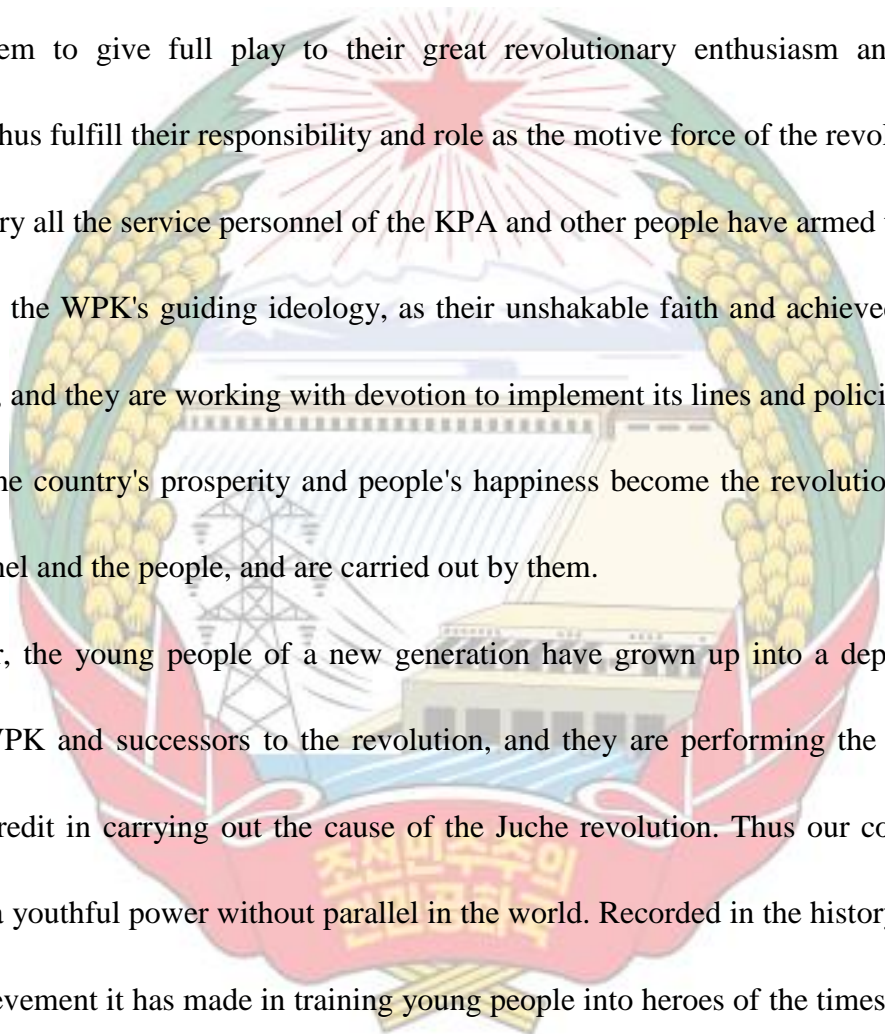 em to give full play to their great revolutionary enthusiasm an
hus fulfill their responsibility and role as the motive force of the revol
ry all the service personnel of the KPA and other people have armed t
the WPK's guiding ideology, as their unshakable faith and achieve
, and they are working with devotion to implement its lines and polici
he country's prosperity and people's happiness become the revolutio
nel and the people, and are carried out by them.
r, the young people of a new generation have grown up into a dep
VPK and successors to the revolution, and they are performing the
redit in carrying out the cause of the Juche revolution. Thus our co
a youthful power without parallel in the world. Recorded in the history
evement it has made in training young people into heroes of the times
조선민주주의
인민공화국